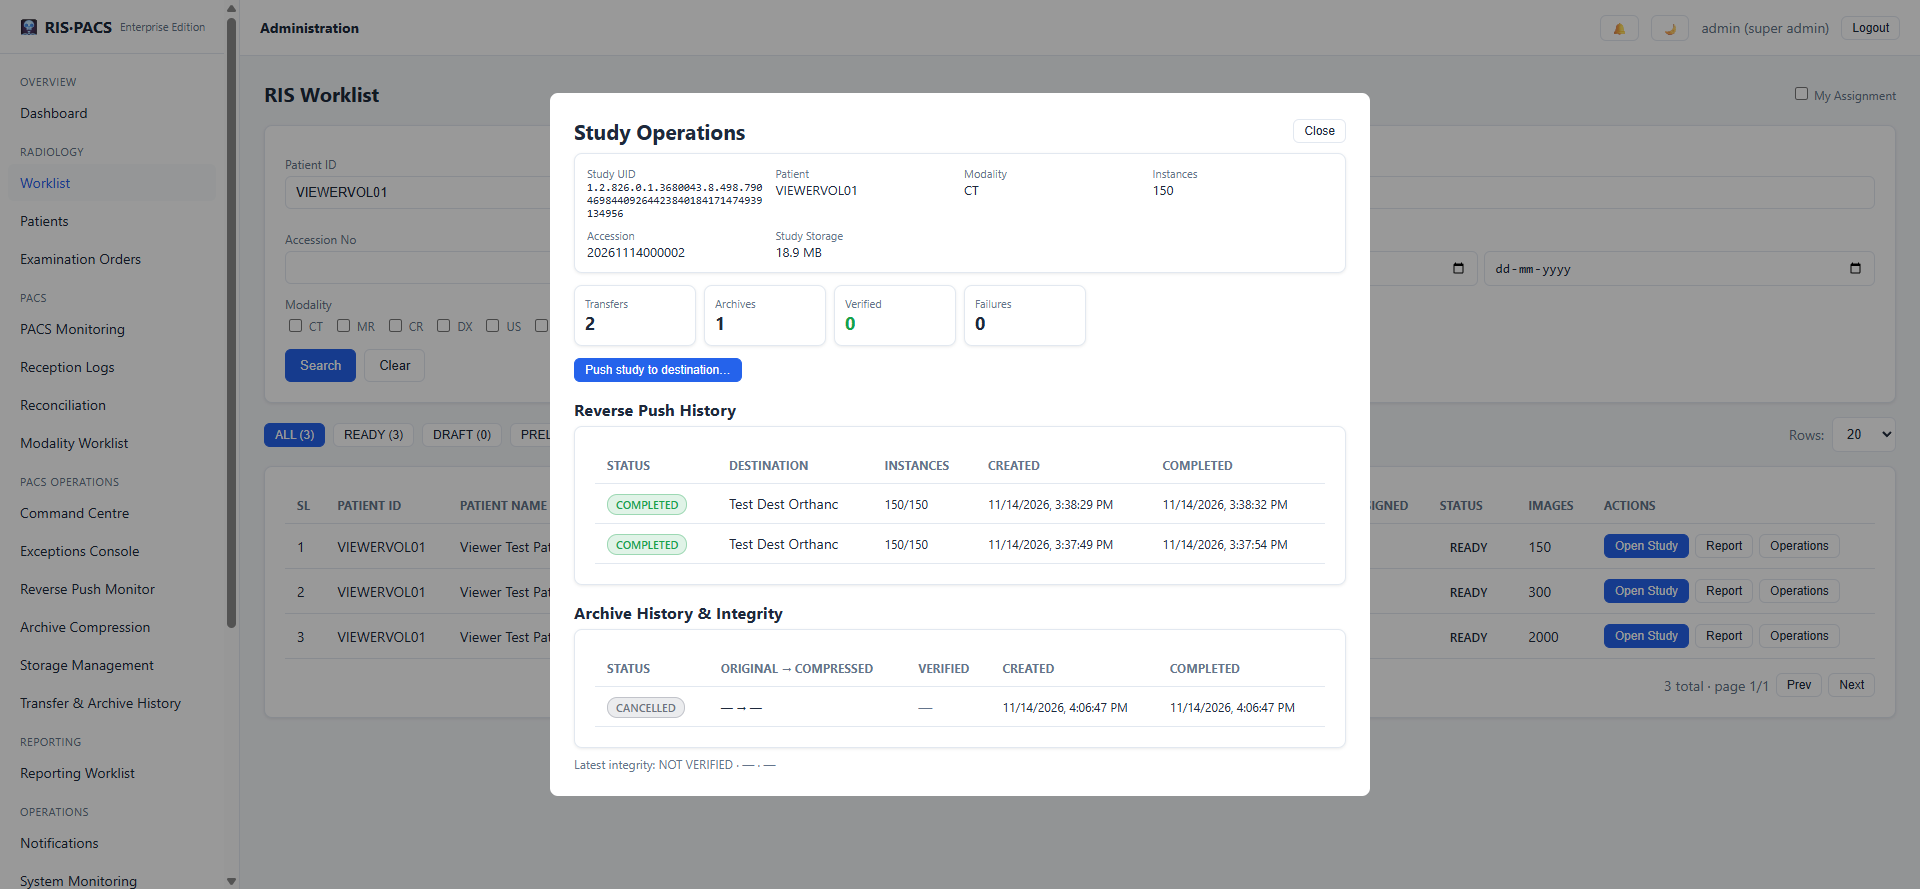 RIS·PACS Enterprise Edition
Administration
admin (super admin)
Logout
OVERVIEW
Dashboard
RADIOLOGY
Worklist
Patients
Examination Orders
PACS
PACS Monitoring
Reception Logs
Reconciliation
Modality Worklist
PACS OPERATIONS
Command Centre
Exceptions Console
Reverse Push Monitor
Archive Compression
Storage Management
Transfer & Archive History
REPORTING
Reporting Worklist
OPERATIONS
Notifications
System Monitoring
RIS Worklist
My Assignment
Patient ID
VIEWERVOL01
Accession No
dd-mm-yyyy
Modality
CT MR CR DX US
Search Clear
ALL (3) READY (3) DRAFT (0) PREL
Rows: 20
SL PATIENT ID PATIENT NAME IGNED STATUS IMAGES ACTIONS
1 VIEWERVOL01 Viewer Test Pat READY 150 Open Study Report Operations
2 VIEWERVOL01 Viewer Test Pat READY 300 Open Study Report Operations
3 VIEWERVOL01 Viewer Test Pat READY 2000 Open Study Report Operations
3 total · page 1/1 Prev Next
Study Operations
Close
Study UID
1.2.826.0.1.3680043.8.498.790
46984409264423840184171474939
134956
Patient
VIEWERVOL01
Modality
CT
Instances
150
Accession
20261114000002
Study Storage
18.9 MB
Transfers
2
Archives
1
Verified
0
Failures
0
Push study to destination...
Reverse Push History
STATUS DESTINATION INSTANCES CREATED COMPLETED
COMPLETED Test Dest Orthanc 150/150 11/14/2026, 3:38:29 PM 11/14/2026, 3:38:32 PM
COMPLETED Test Dest Orthanc 150/150 11/14/2026, 3:37:49 PM 11/14/2026, 3:37:54 PM
Archive History & Integrity
STATUS ORIGINAL → COMPRESSED VERIFIED CREATED COMPLETED
CANCELLED — → — — 11/14/2026, 4:06:47 PM 11/14/2026, 4:06:47 PM
Latest integrity: NOT VERIFIED · — · —